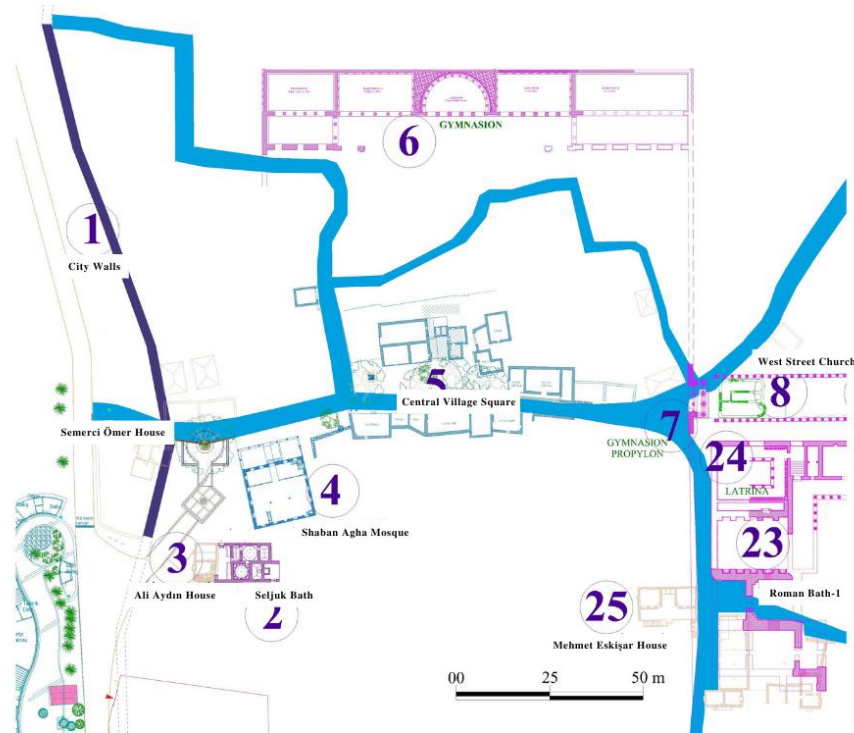 6
GYMNASION
1
City Walls
West Street Church
5
8
Central Village Square
7
Semerci Ömer House
GYMNASION
PROPYLON
24
LATRINA
4
Shaban Agha Mosque
23
3
Ali Aydın House
Seljuk Bath
Roman Bath-1
2
25
Mehmet Eskişar House
00
25
50 m